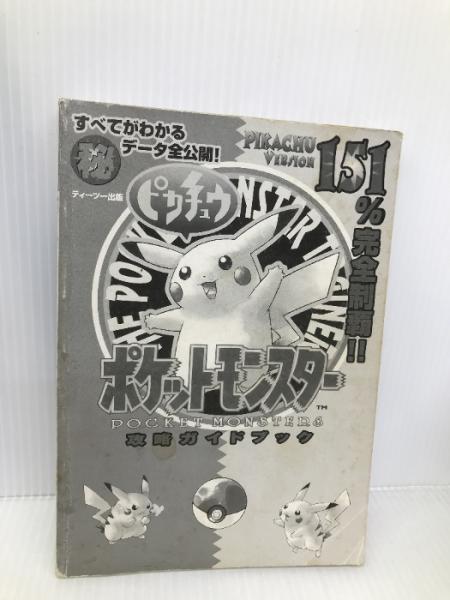 すべてがわかる
データ全公開!
㊙
ティーツー出版
PIKACHU
VERSION
151%完全制覇!!
ピカチュウ
ポケットモンスター
TM
POCKET MONSTERS
攻略ガイドブック